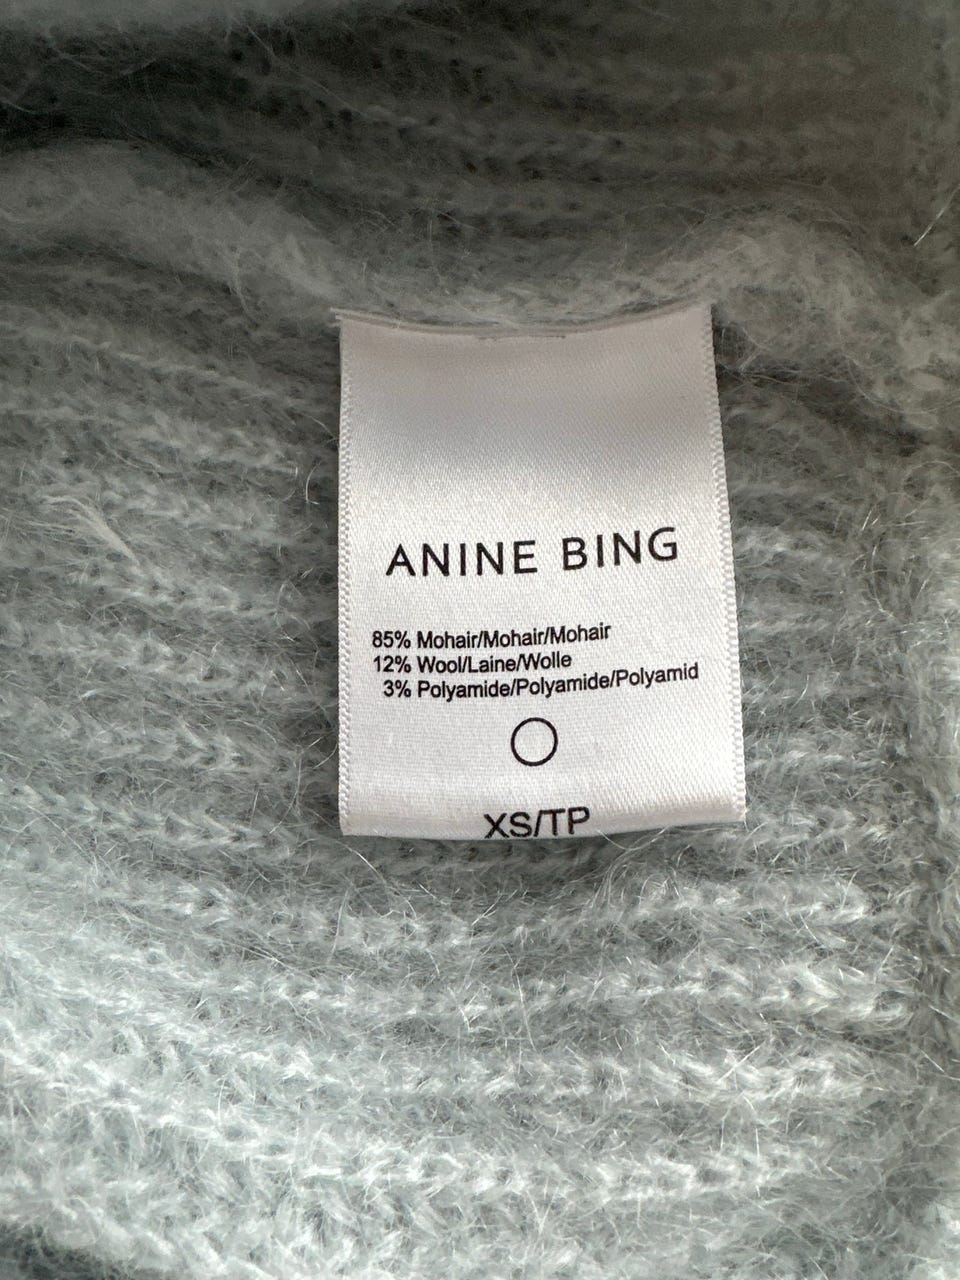 ANINE BING
85% Mohair/Mohair/Mohair
12% Wool/Laine/Wolle
3% Polyamide/Polyamide/Polyamid
XS/TP